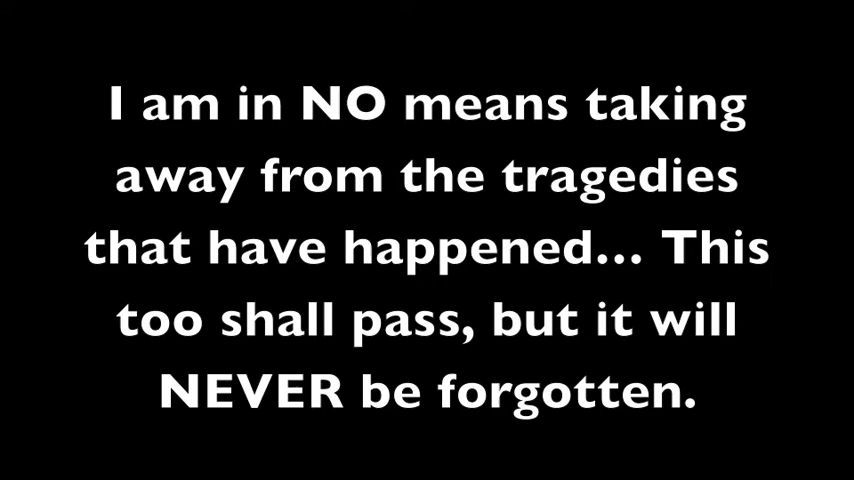 I am in NO means taking
away from the tragedies
that have happened... This
too shall pass, but it will
NEVER be forgotten.